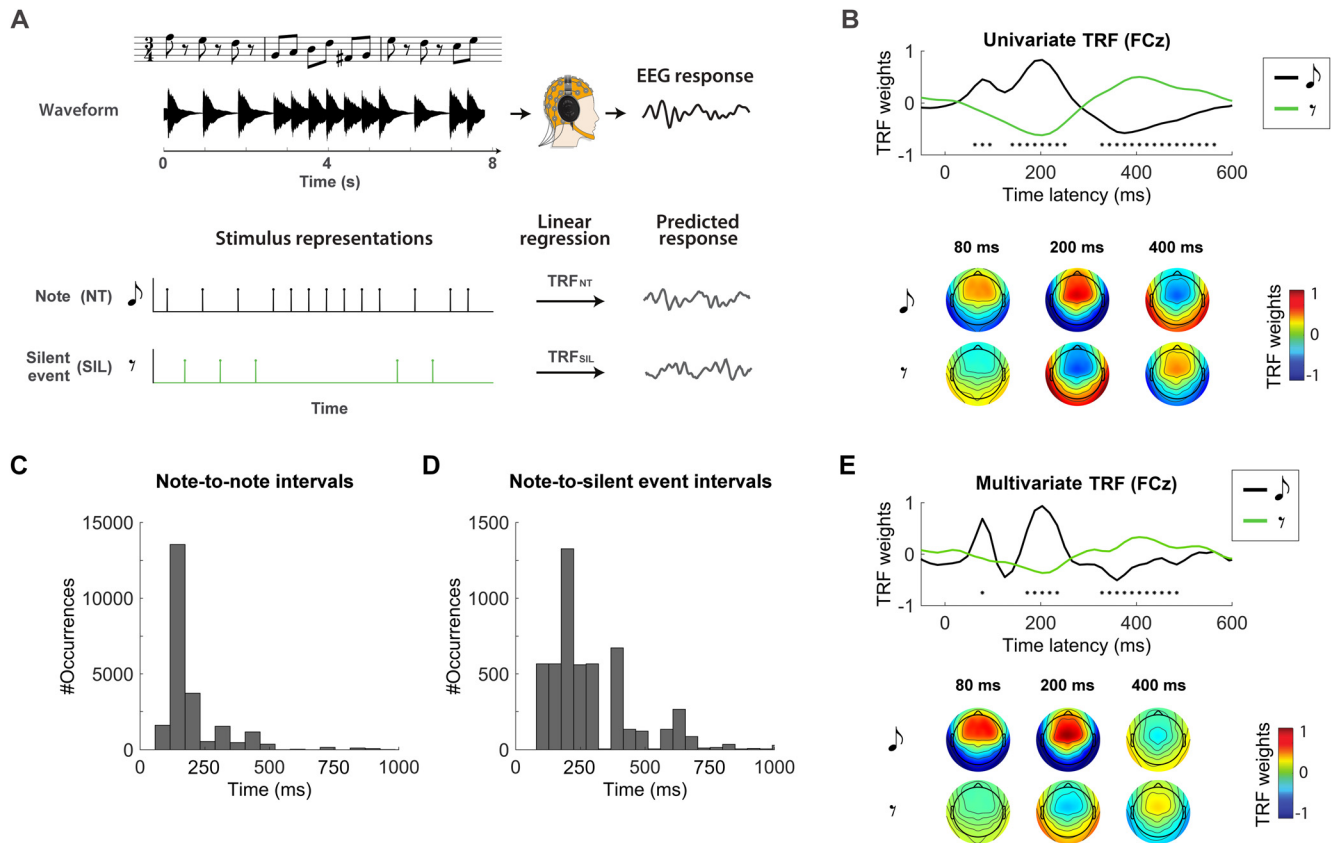 A
3
4
Waveform
EEG response
0
4
8
Time (s)
Stimulus representations
Linear
regression
Predicted
response
Note (NT)
TRFNT
Silent
event (SIL)
TRFSIL
Time
B
Univariate TRF (FCz)
TRF weights
1
0
-1
0
200
400
600
Time latency (ms)
80 ms
200 ms
400 ms
TRF weights
1
0
-1
C
Note-to-note intervals
#Occurrences
15000
10000
5000
0
0
250
500
750
1000
Time (ms)
D
Note-to-silent event intervals
#Occurrences
1500
1000
500
0
0
250
500
750
1000
Time (ms)
E
Multivariate TRF (FCz)
TRF weights
1
0
-1
0
200
400
600
Time latency (ms)
80 ms
200 ms
400 ms
TRF weights
1
0
-1